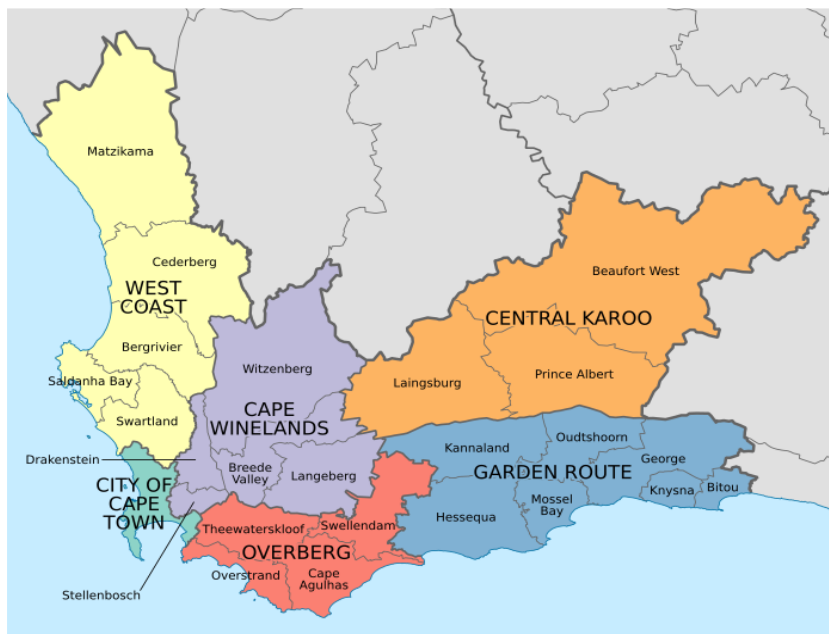 Matzikama
Cederberg
WEST
COAST
Bergrivier
Saldanha Bay
Swartland
Beaufort West
CENTRAL KAROO
Laingsburg
Prince Albert
Witzenberg
CAPE
WINELANDS
Drakenstein
Breede
Valley
Langeberg
CITY OF
CAPE
TOWN
Stellenbosch
Kannaland
Oudtshoorn
George
GARDEN ROUTE
Hessequa
Mossel
Bay
Knysna
Bitou
Theewaterskloof
Swellendam
OVERBERG
Overstrand
Cape
Agulhas